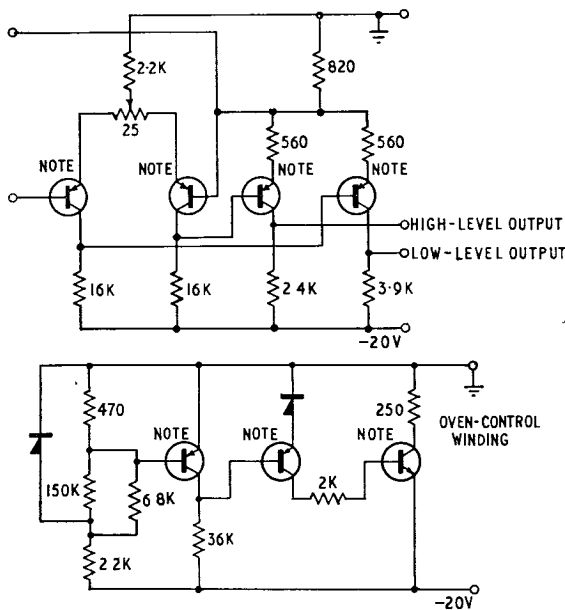 2·2K
820
25
560
560
NOTE
NOTE
NOTE
NOTE
HIGH-LEVEL OUTPUT
LOW-LEVEL OUTPUT
16K
16K
2·4K
3·9K
-20V
470
250
OVEN-CONTROL
WINDING
NOTE
NOTE
NOTE
150K
6·8K
2K
36K
2·2K
-20V